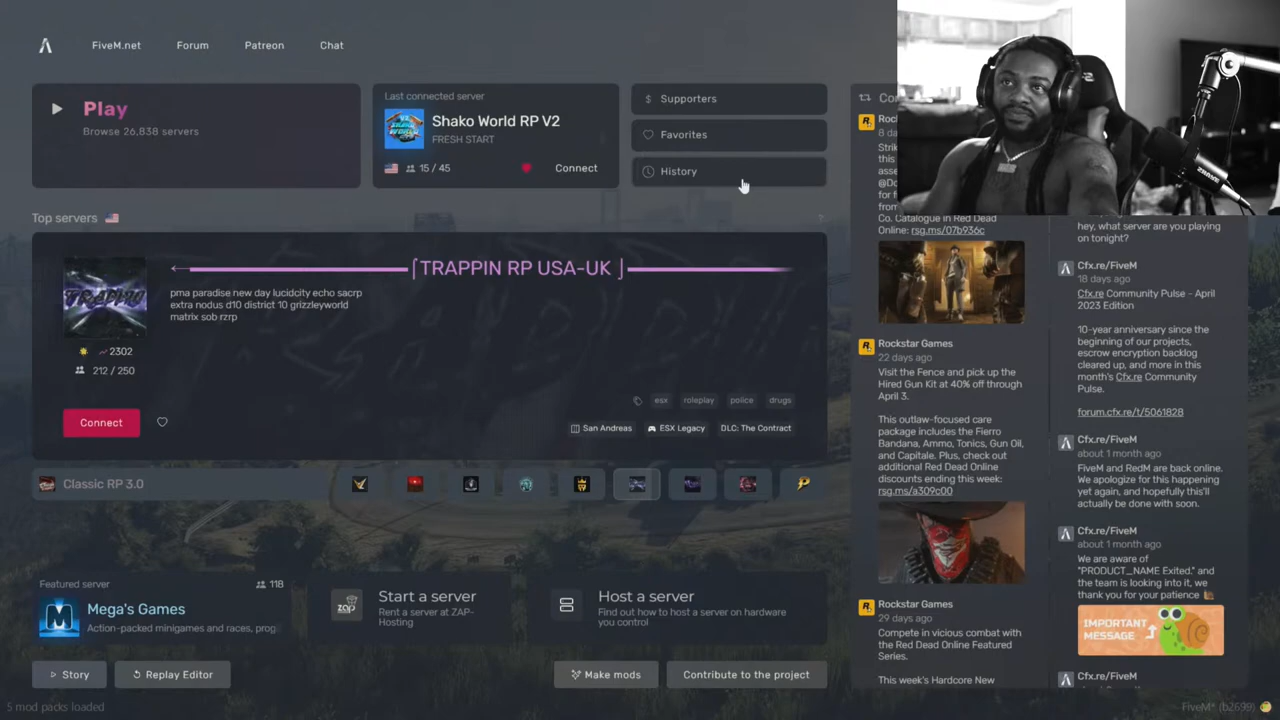 FiveM.net
Forum
Patreon
Chat
Play
Browse 26,838 servers
Last connected server
Shako World RP V2
FRESH START
15 / 45
Connect
$ Supporters
Favorites
History
Top servers
?
⌈TRAPPIN RP USA-UK⌋
pma paradise new day lucidcity echo sacrp
extra nodus d10 district 10 grizzleyworld
matrix sob rzrp
TRAPPIN
2302
212 / 250
Connect
esx
roleplay
police
drugs
San Andreas
ESX Legacy
DLC: The Contract
Classic RP 3.0
Featured server
118
Mega's Games
Action-packed minigames and races, prog
ZAP
Start a server
Rent a server at ZAP-
Hosting
Host a server
Find out how to host a server on hardware
you control
Story
Replay Editor
Make mods
Contribute to the project
5 mod packs loaded
Co. Catalogue in Red Dead
Online: rsg.ms/07b936c
Rockstar Games
22 days ago
Visit the Fence and pick up the
Hired Gun Kit at 40% off through
April 3.
This outlaw-focused care
package includes the Fierro
Bandana, Ammo, Tonics, Gun Oil,
and Capitale. Plus, check out
additional Red Dead Online
discounts ending this week:
rsg.ms/a309c00
Rockstar Games
29 days ago
Compete in vicious combat with
the Red Dead Online Featured
Series.
This week's Hardcore New
hey, what server are you playing
on tonight?
Cfx.re/FiveM
18 days ago
Cfx.re Community Pulse - April
2023 Edition
10-year anniversary since the
beginning of our projects,
escrow encryption backlog
cleared up, and more in this
month's Cfx.re Community
Pulse.
forum.cfx.re/t/5061828
Cfx.re/FiveM
about 1 month ago
FiveM and RedM are back online.
We apologize for this happening
yet again, and hopefully this'll
actually be done with soon.
Cfx.re/FiveM
about 1 month ago
We are aware of
"PRODUCT_NAME Exited." and
the team is looking into it, we
thank you for your patience
IMPORTANT
MESSAGE
Cfx.re/FiveM
FiveM* (b2699)